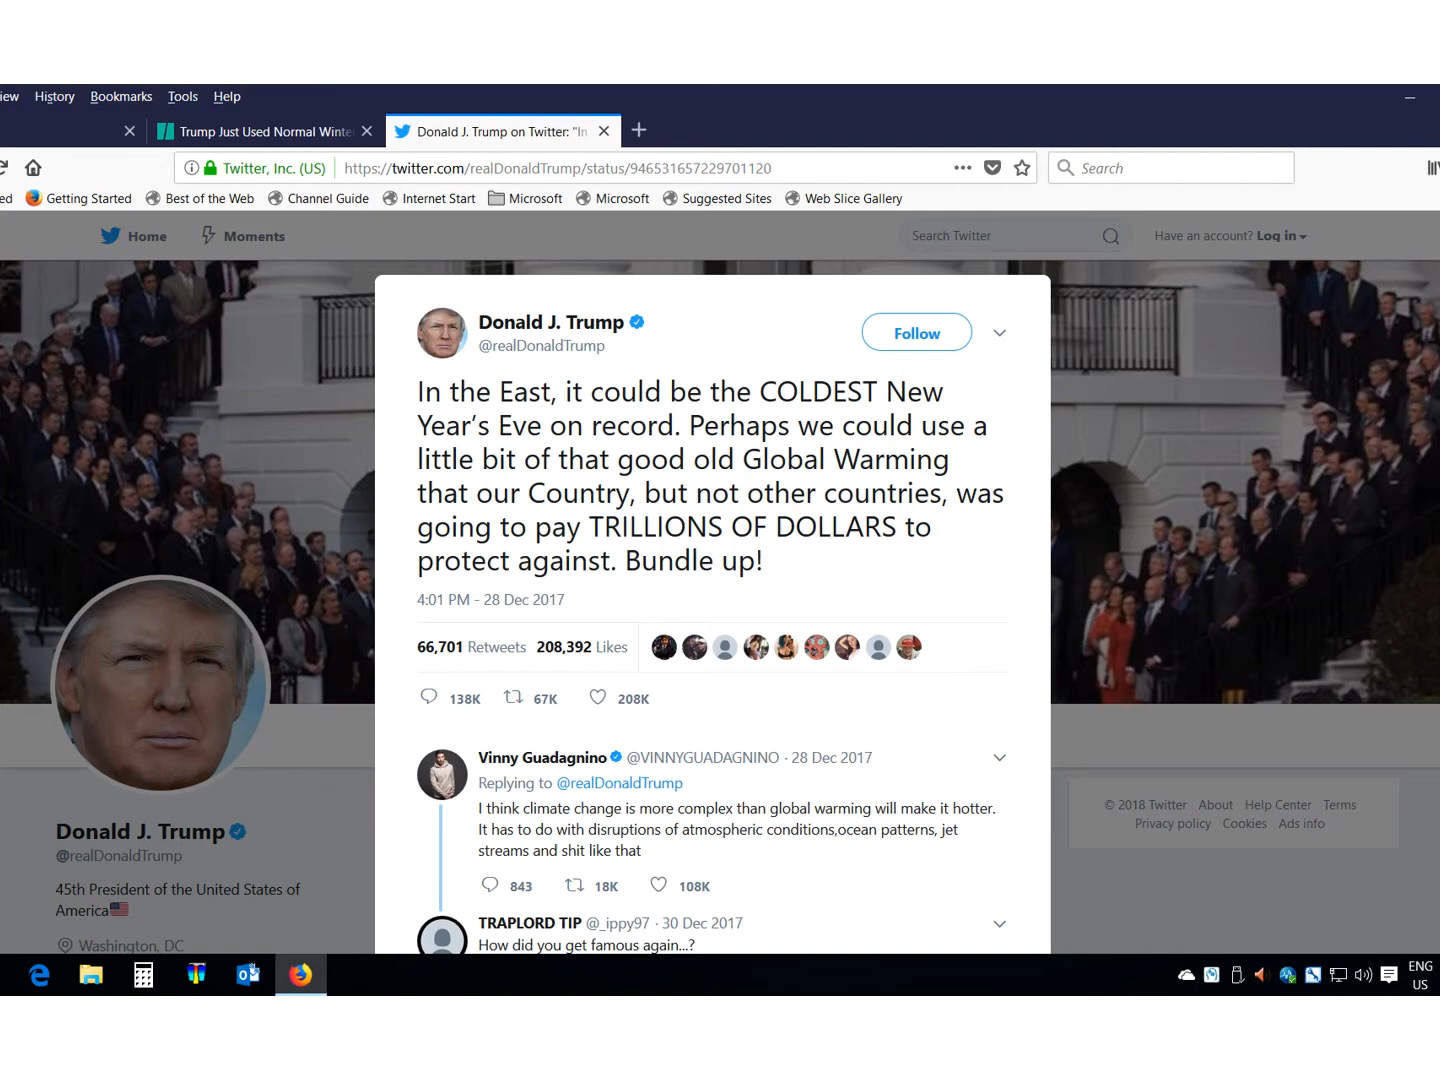 iew History Bookmarks Tools Help
Trump Just Used Normal Winte
Donald J. Trump on Twitter: "In
Twitter, Inc. (US) https://twitter.com/realDonaldTrump/status/946531657229701120
Search
ed Getting Started Best of the Web Channel Guide Internet Start Microsoft Microsoft Suggested Sites Web Slice Gallery
Home Moments Search Twitter Have an account? Log in
Donald J. Trump
@realDonaldTrump
Follow
In the East, it could be the COLDEST New
Year’s Eve on record. Perhaps we could use a
little bit of that good old Global Warming
that our Country, but not other countries, was
going to pay TRILLIONS OF DOLLARS to
protect against. Bundle up!
4:01 PM - 28 Dec 2017
66,701 Retweets 208,392 Likes
138K 67K 208K
Vinny Guadagnino @VINNYGUADAGNINO · 28 Dec 2017
Replying to @realDonaldTrump
I think climate change is more complex than global warming will make it hotter.
It has to do with disruptions of atmospheric conditions,ocean patterns, jet
streams and shit like that
843 18K 108K
TRAPLORD TIP @_ippy97 · 30 Dec 2017
How did you get famous again...?
Donald J. Trump
@realDonaldTrump
45th President of the United States of
America
Washington, DC
© 2018 Twitter About Help Center Terms
Privacy policy Cookies Ads info
ENG
US